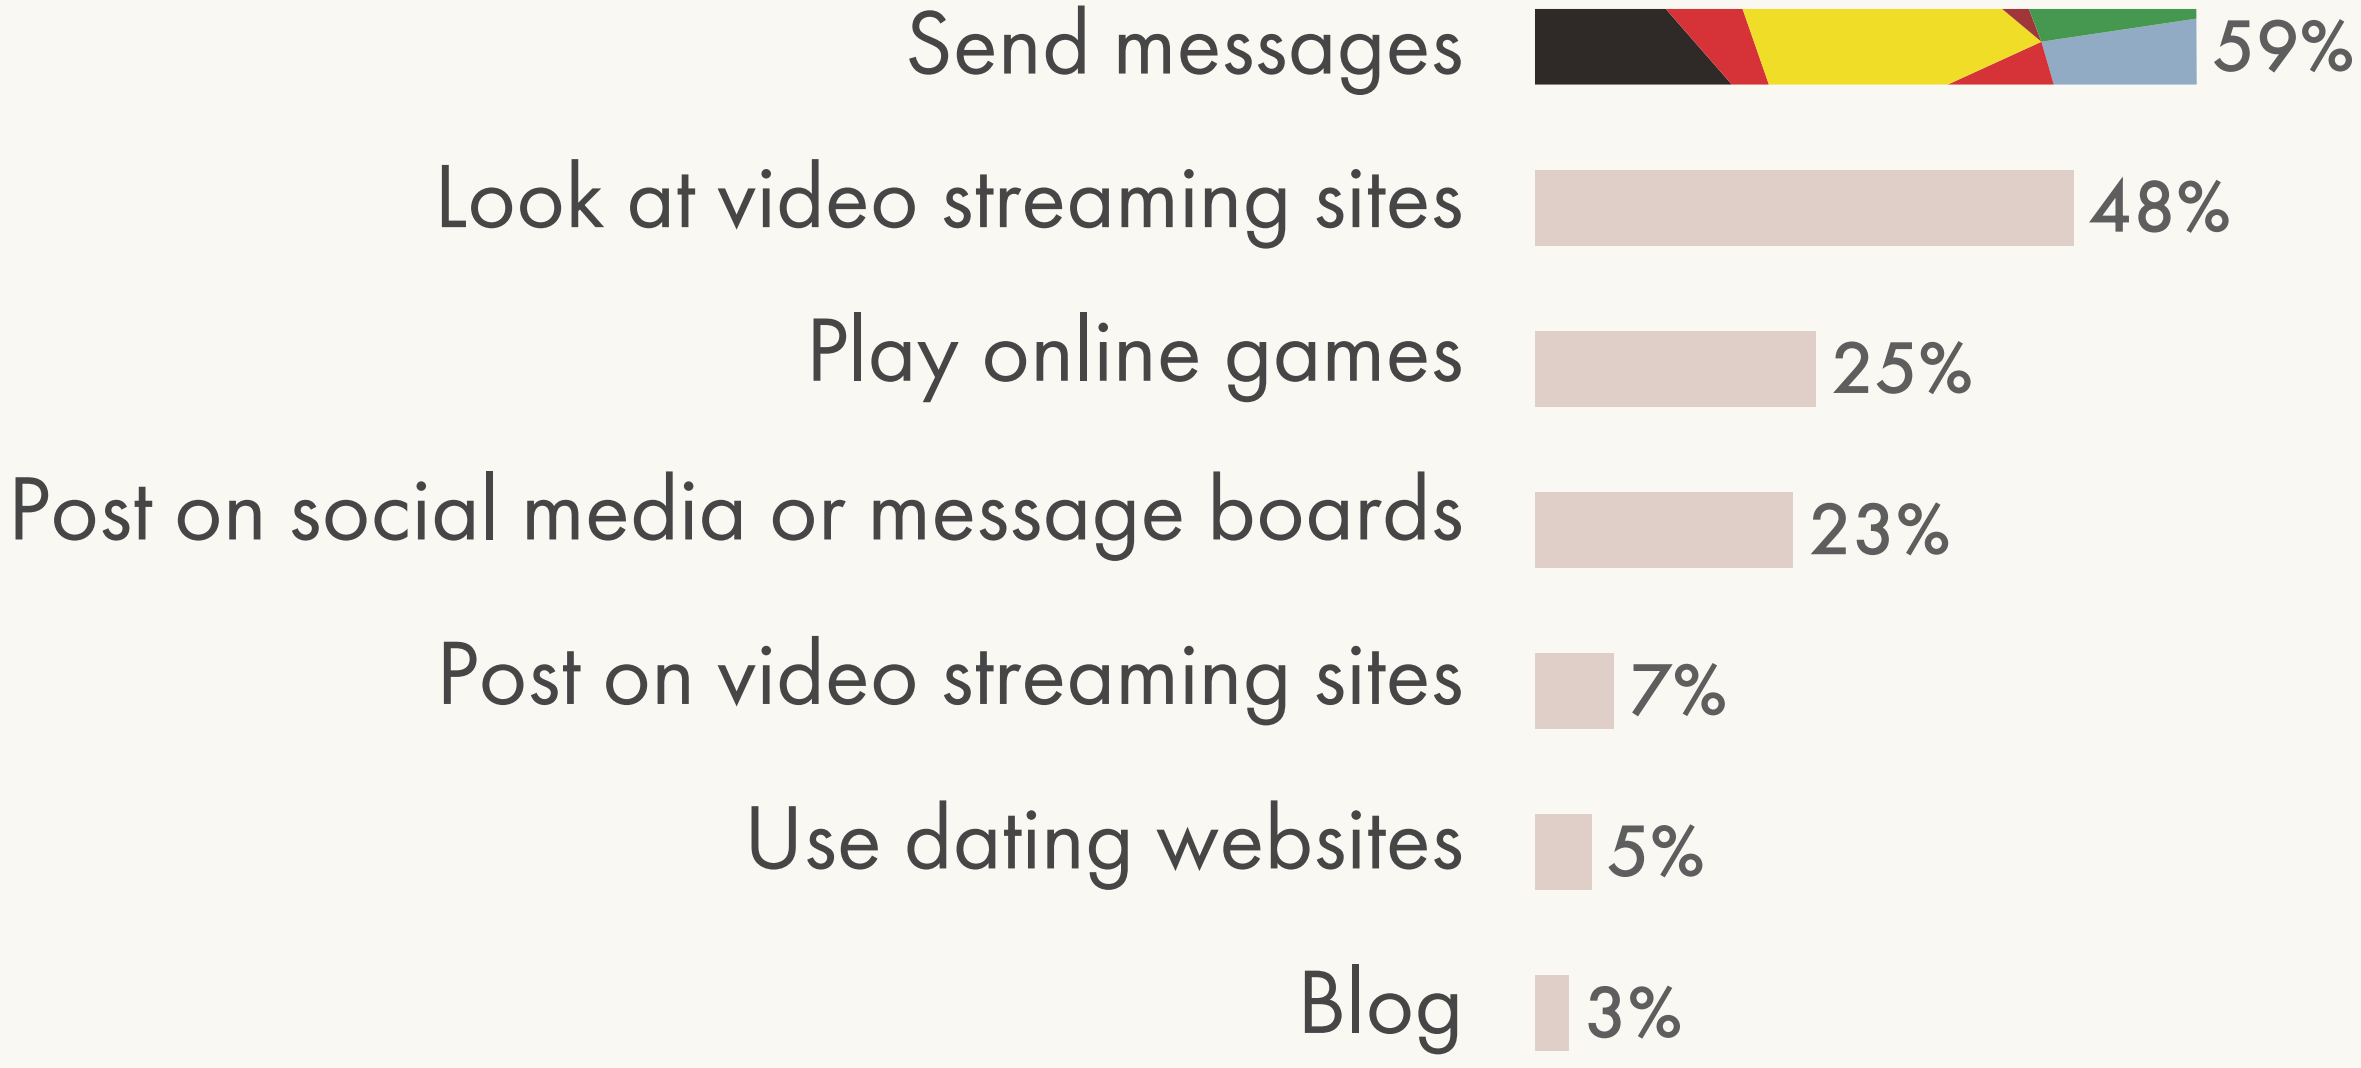 Send messages 59%
Look at video streaming sites 48%
Play online games 25%
Post on social media or message boards 23%
Post on video streaming sites 7%
Use dating websites 5%
Blog 3%